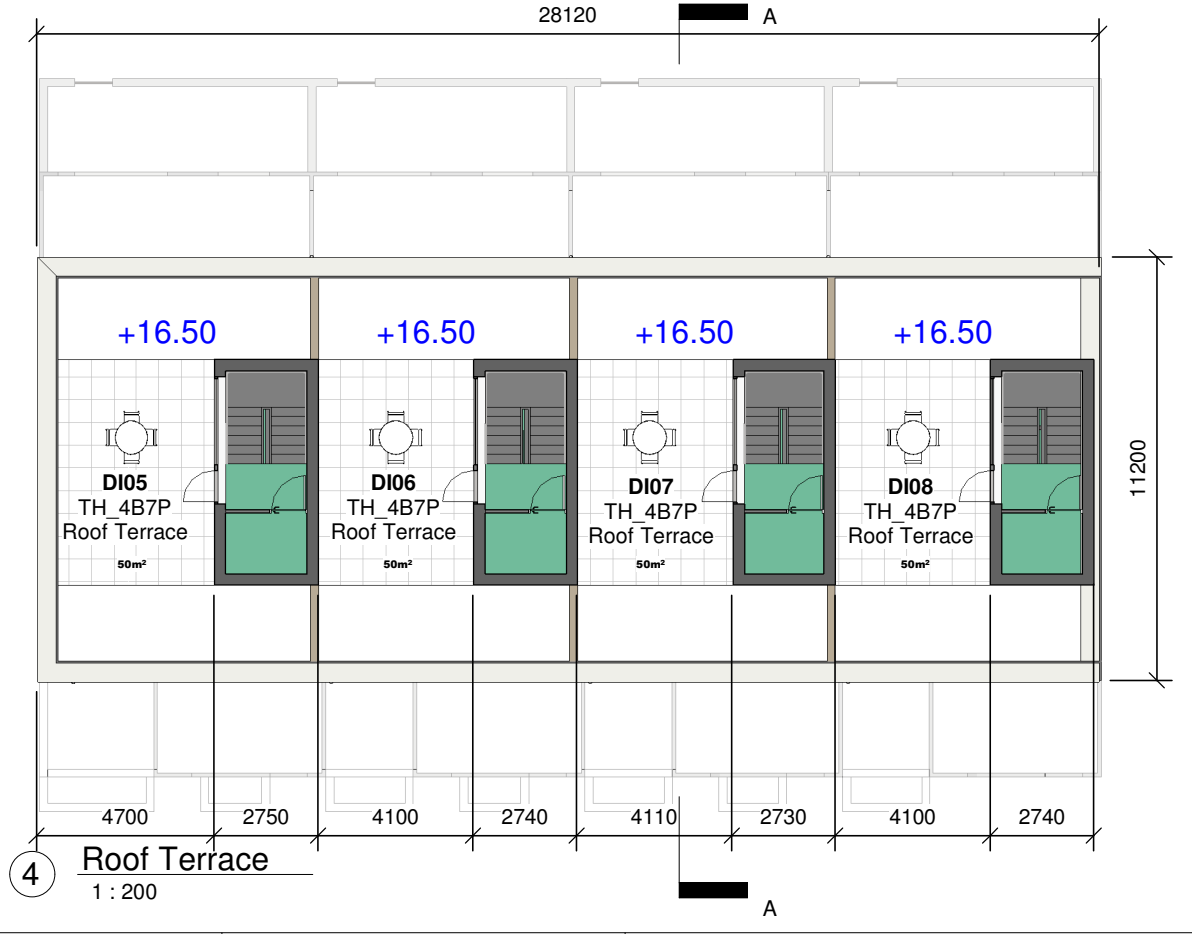 28120
A
+16.50
+16.50
+16.50
+16.50
11200
DI05
TH_4B7P
Roof Terrace
50m²
DI06
TH_4B7P
Roof Terrace
50m²
DI07
TH_4B7P
Roof Terrace
50m²
DI08
TH_4B7P
Roof Terrace
50m²
4700
2750
4100
2740
4110
2730
4100
2740
4
Roof Terrace
1 : 200
A